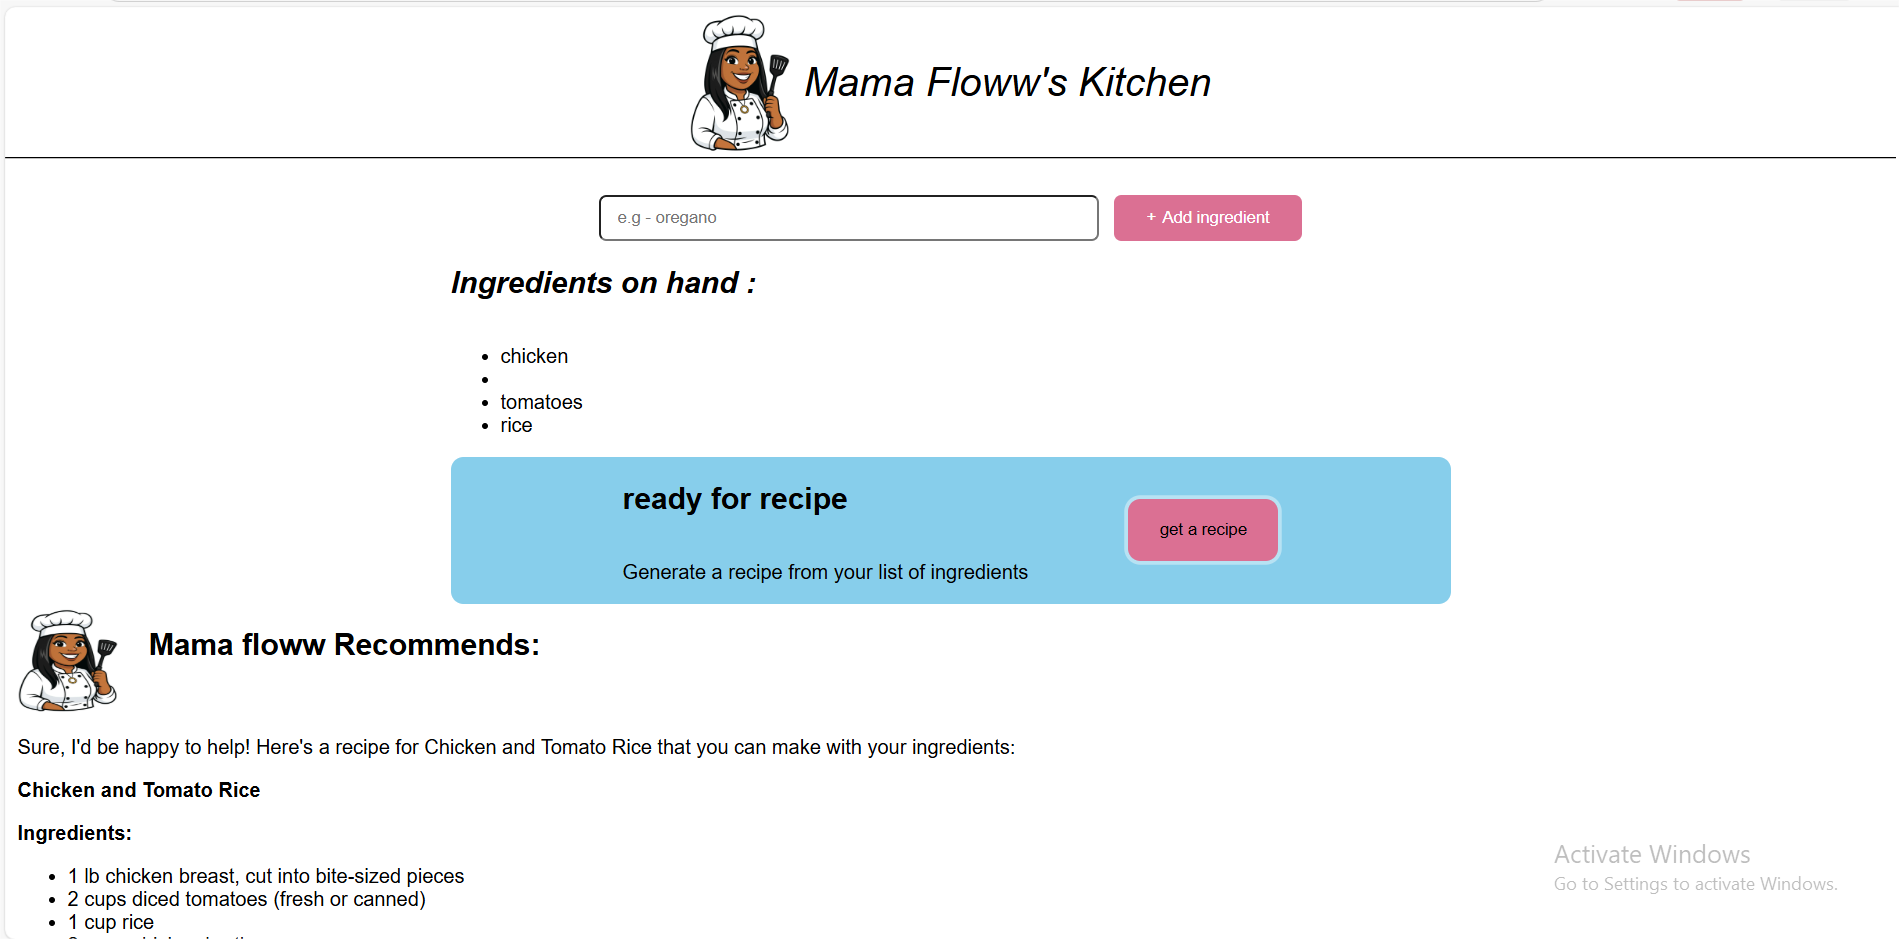 Mama Floww's Kitchen
e.g - oregano
+ Add ingredient
Ingredients on hand :
chicken
tomatoes
rice
ready for recipe
get a recipe
Generate a recipe from your list of ingredients
Mama floww Recommends:
Sure, I'd be happy to help! Here's a recipe for Chicken and Tomato Rice that you can make with your ingredients:
Chicken and Tomato Rice
Ingredients:
1 lb chicken breast, cut into bite-sized pieces
2 cups diced tomatoes (fresh or canned)
1 cup rice
Activate Windows
Go to Settings to activate Windows.